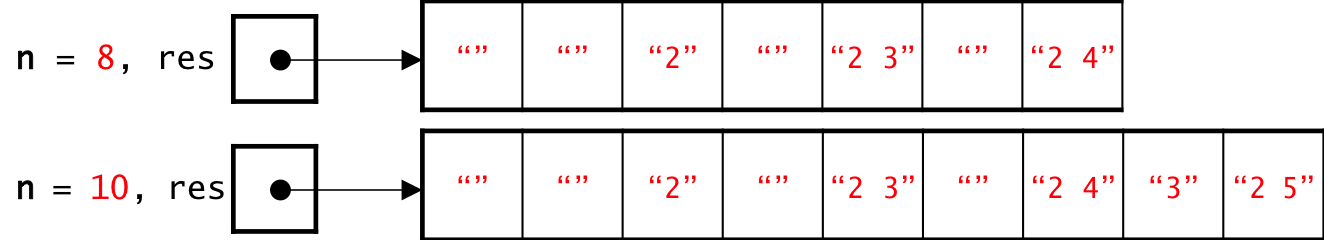 n = 8, res “” “” “2” “” “2 3” “” “2 4”
n = 10, res “” “” “2” “” “2 3” “” “2 4” “3” “2 5”